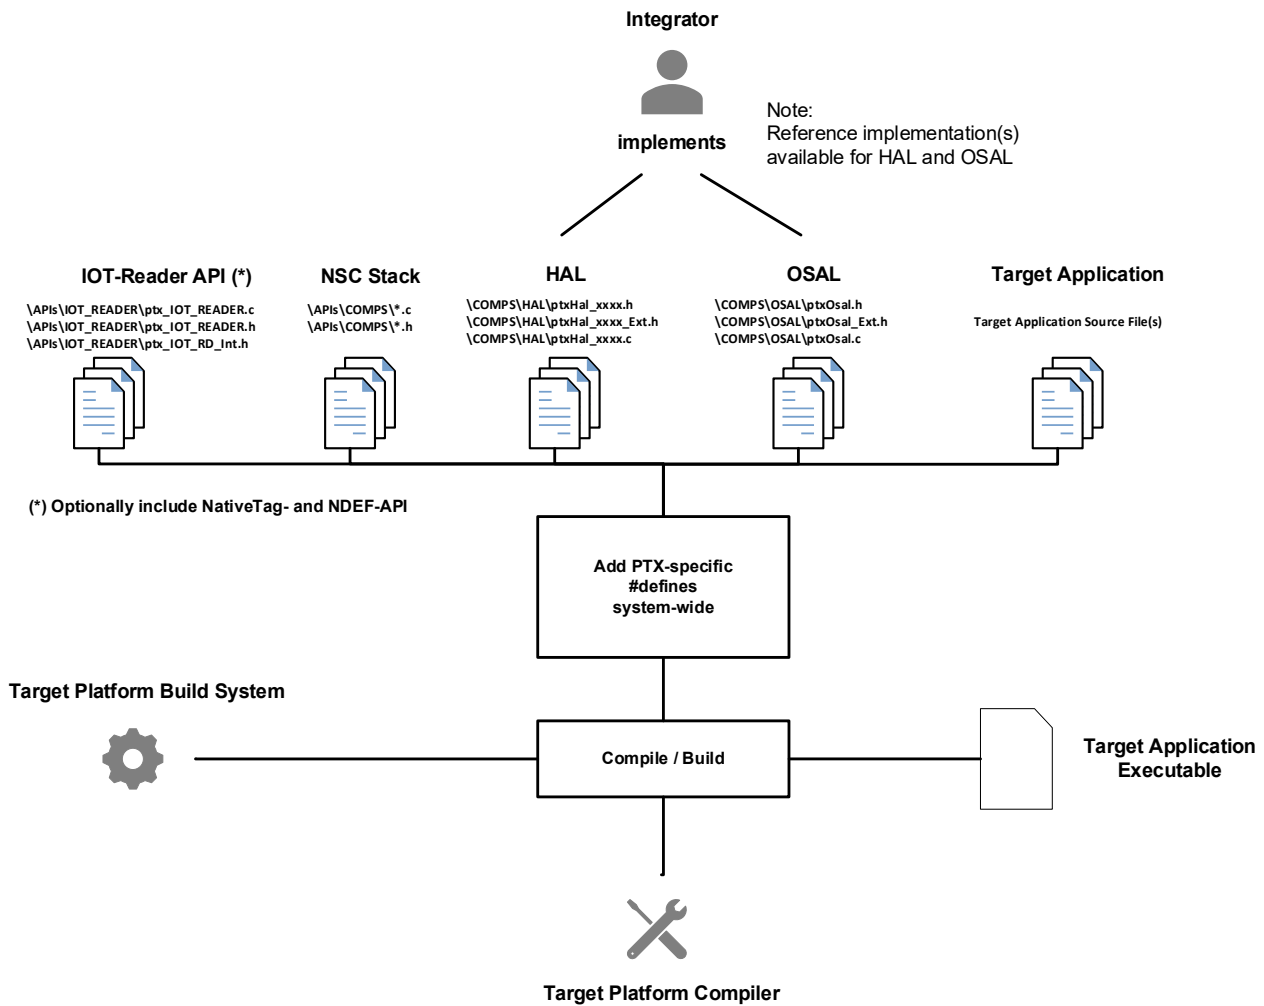 Integrator
implements
Note:
Reference implementation(s)
available for HAL and OSAL
IOT-Reader API (*)
\APIs\IOT_READER\ptx_IOT_READER.c
\APIs\IOT_READER\ptx_IOT_READER.h
\APIs\IOT_READER\ptx_IOT_RD_Int.h
NSC Stack
\APIs\COMPS\*.c
\APIs\COMPS\*.h
HAL
\COMPS\HAL\ptxHal_xxxx.h
\COMPS\HAL\ptxHal_xxxx_Ext.h
\COMPS\HAL\ptxHal_xxxx.c
OSAL
\COMPS\OSAL\ptxOsal.h
\COMPS\OSAL\ptxOsal_Ext.h
\COMPS\OSAL\ptxOsal.c
Target Application
Target Application Source File(s)
(*) Optionally include NativeTag- and NDEF-API
Add PTX-specific
#defines
system-wide
Target Platform Build System
Compile / Build
Target Application
Executable
Target Platform Compiler